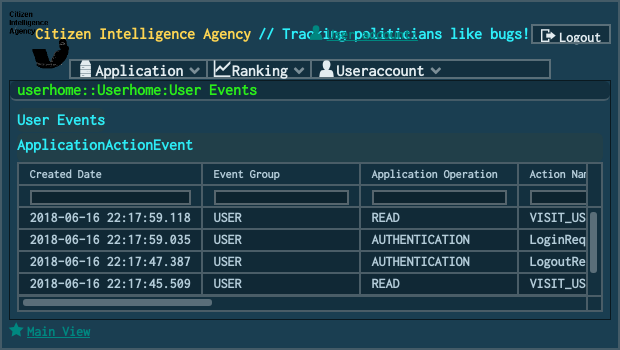 Citizen
Intelligence
Agency
Citizen Intelligence Agency // Tracking politicians like bugs!
Logout
Application Ranking Useraccount
userhome::Userhome:User Events
User Events
ApplicationActionEvent
Created Date Event Group Application Operation Action Nam
2018-06-16 22:17:59.118 USER READ VISIT_US
2018-06-16 22:17:59.035 USER AUTHENTICATION LoginReq
2018-06-16 22:17:47.387 USER AUTHENTICATION LogoutRe
2018-06-16 22:17:45.509 USER READ VISIT_US
Main View